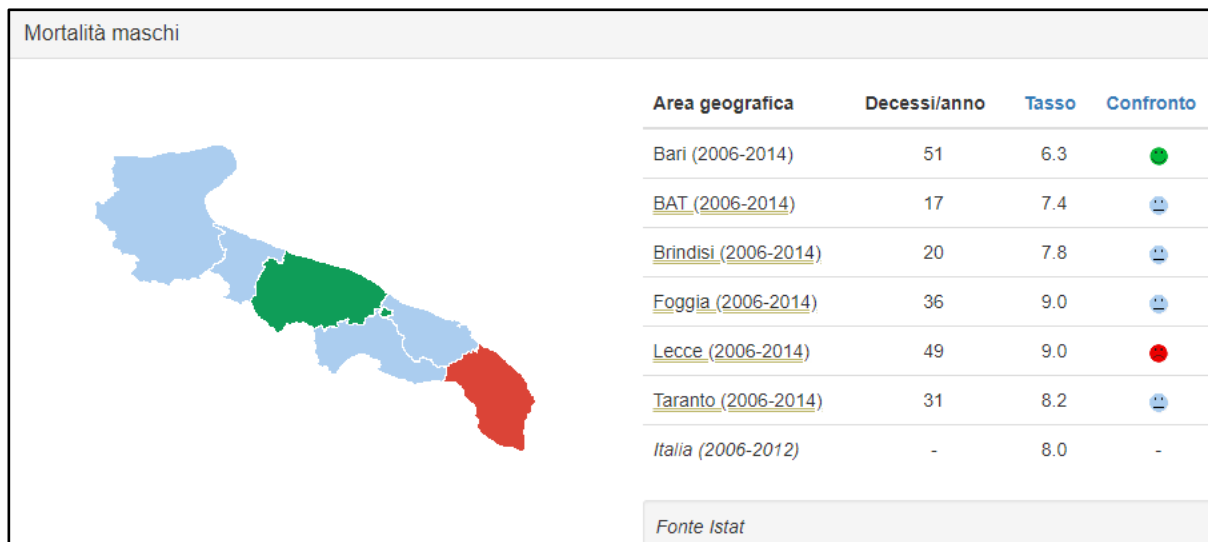 Mortalità maschi
Area geografica Decessi/anno Tasso Confronto
Bari (2006-2014) 51 6.3
BAT (2006-2014) 17 7.4
Brindisi (2006-2014) 20 7.8
Foggia (2006-2014) 36 9.0
Lecce (2006-2014) 49 9.0
Taranto (2006-2014) 31 8.2
Italia (2006-2012) - 8.0 -
Fonte Istat